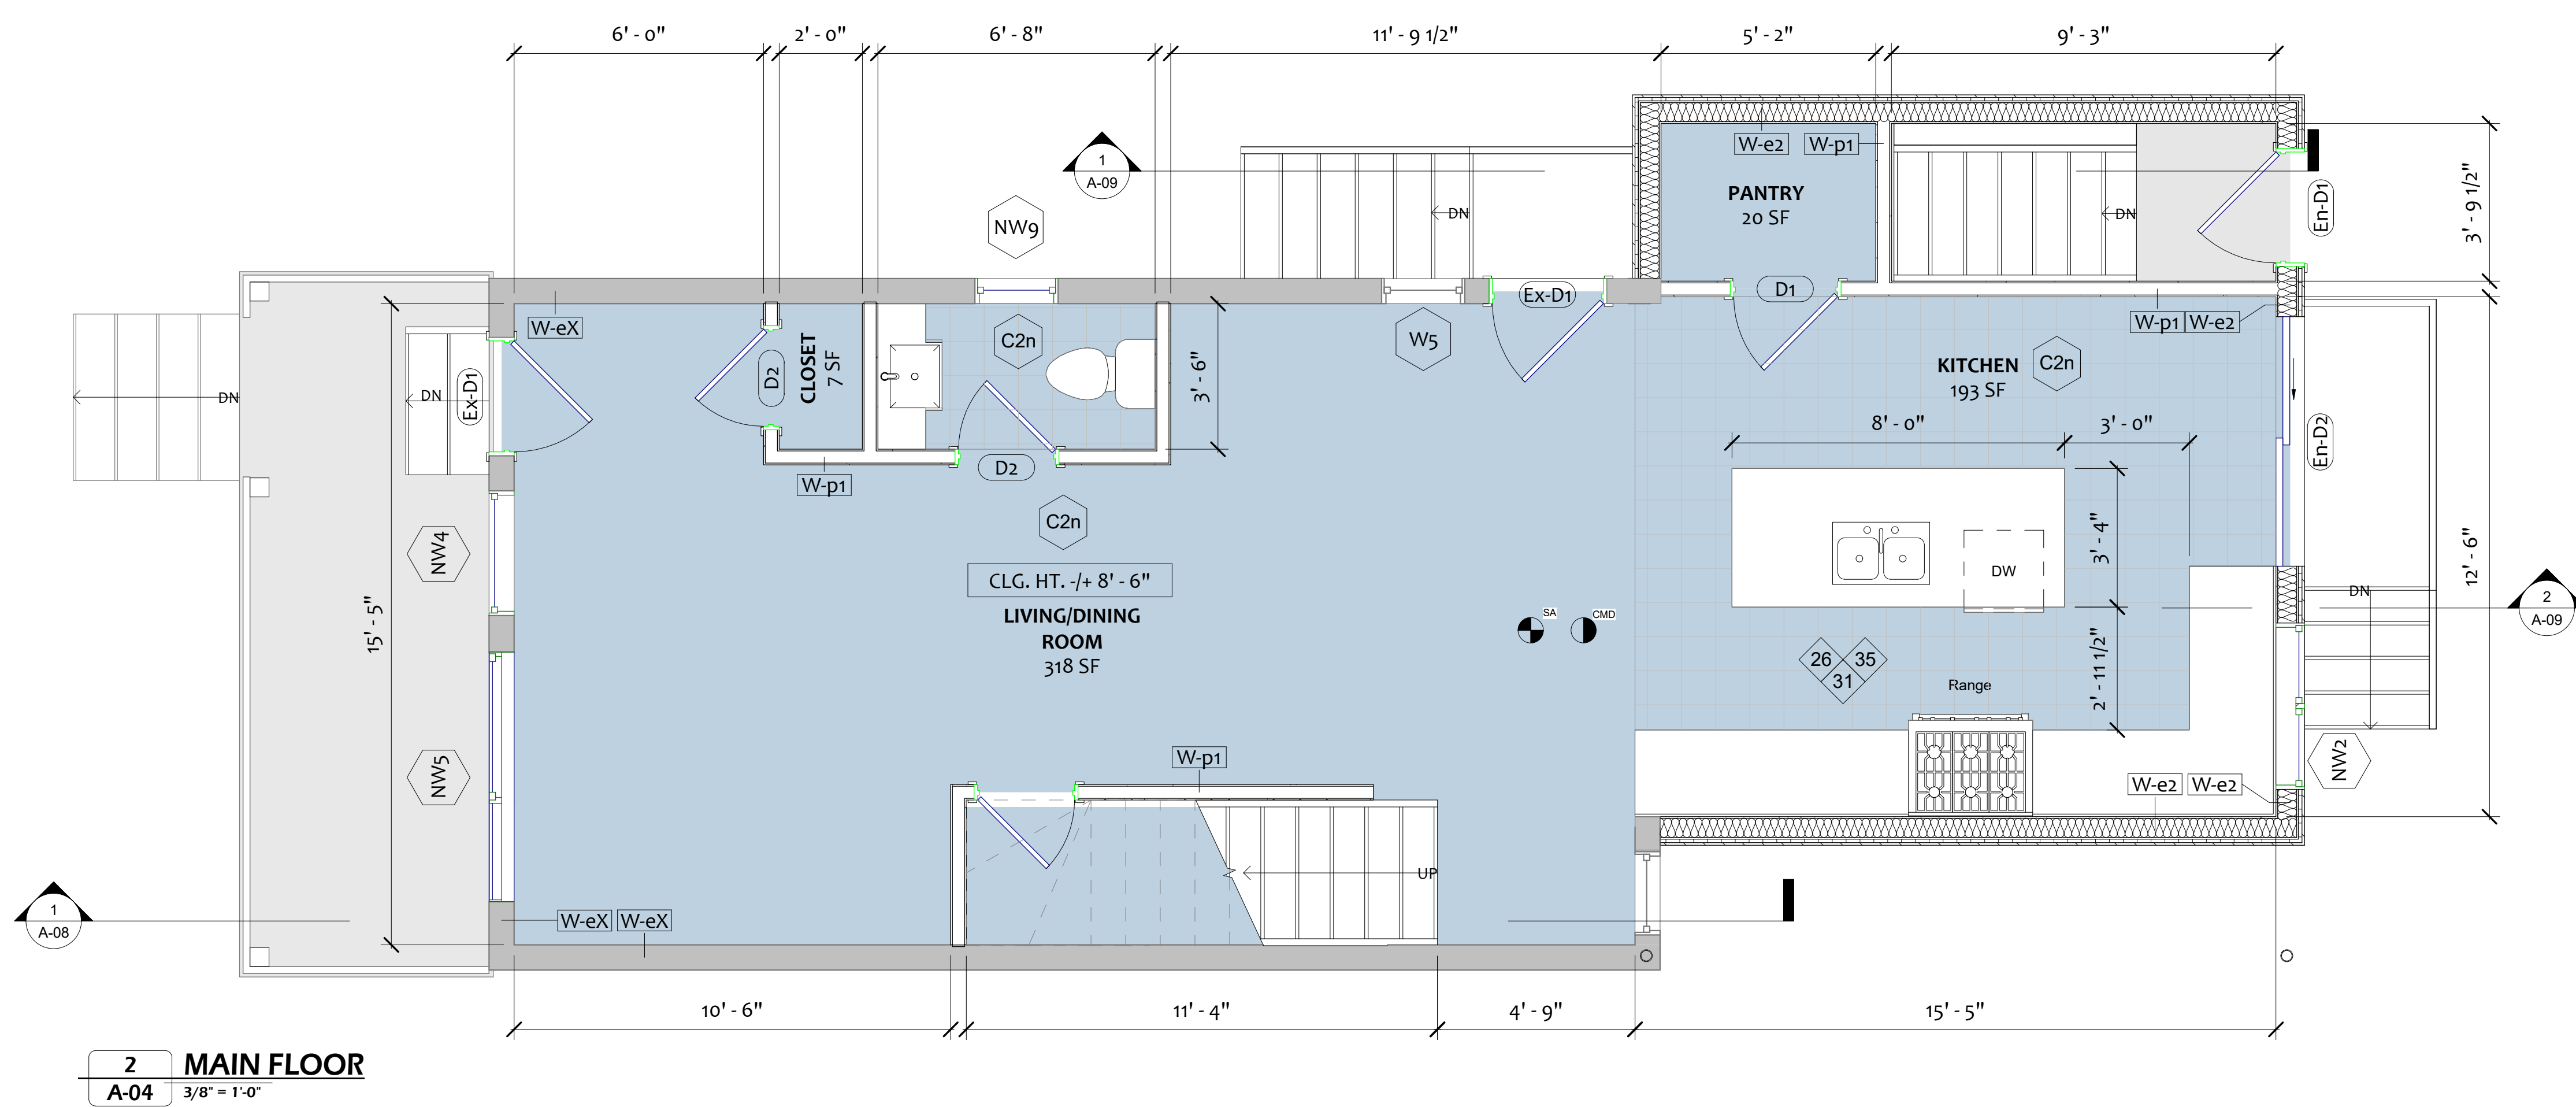 6' - 0"
2' - 0"
6' - 8"
11' - 9 1/2"
5' - 2"
9' - 3"
1
A-09
NW9
DN
W-e2
W-p1
PANTRY
20 SF
DN
En-D1
3' - 9 1/2"
W-eX
D2
CLOSET
7 SF
C2n
3' - 6"
W5
Ex-D1
D1
W-p1
W-e2
KITCHEN
193 SF
C2n
DN
DN
Ex-D1
8' - 0"
3' - 0"
En-D2
D2
W-p1
C2n
NW4
15' - 5"
CLG. HT. -/+ 8' - 6"
LIVING/DINING
ROOM
318 SF
SA
CMD
DW
3' - 4"
12' - 6"
DN
2
A-09
26
35
31
Range
2' - 11 1/2"
NW5
W-p1
NW2
W-e2
W-e2
UP
1
A-08
W-eX
W-eX
10' - 6"
11' - 4"
4' - 9"
15' - 5"
2
A-04
MAIN FLOOR
3/8" = 1'-0"